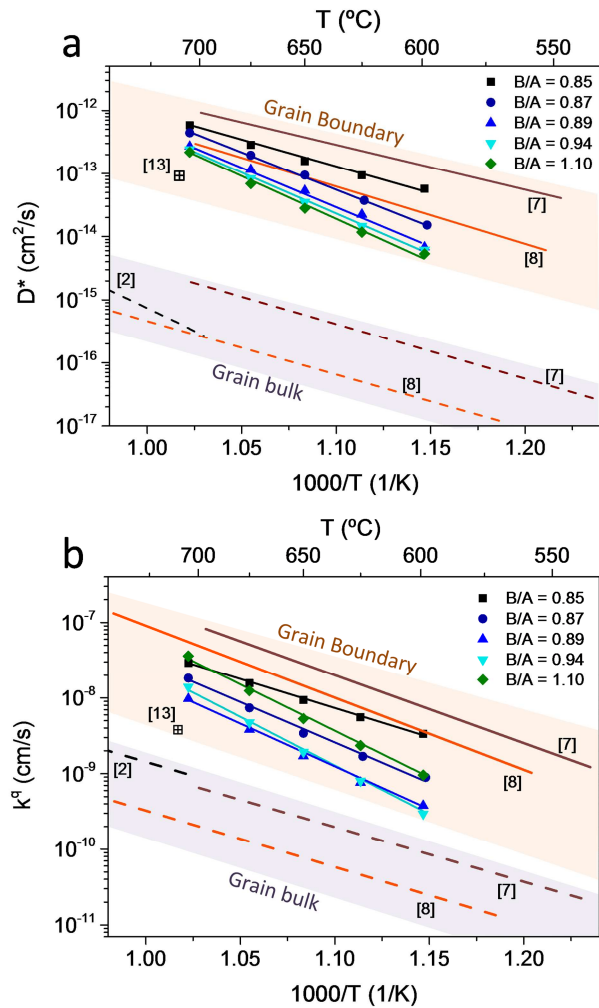 a
T (ºC)
700 650 600 550
B/A = 0.85
B/A = 0.87
B/A = 0.89
B/A = 0.94
B/A = 1.10
Grain Boundary
[13]
[7]
[8]
[2]
[8]
[7]
Grain bulk
10⁻¹²
10⁻¹³
10⁻¹⁴
10⁻¹⁵
10⁻¹⁶
10⁻¹⁷
D* (cm²/s)
1.00 1.05 1.10 1.15 1.20
1000/T (1/K)
b
T (ºC)
700 650 600 550
B/A = 0.85
B/A = 0.87
B/A = 0.89
B/A = 0.94
B/A = 1.10
Grain Boundary
[13]
[7]
[8]
[2]
[7]
[8]
Grain bulk
10⁻⁷
10⁻⁸
10⁻⁹
10⁻¹⁰
10⁻¹¹
k^q (cm/s)
1.00 1.05 1.10 1.15 1.20
1000/T (1/K)